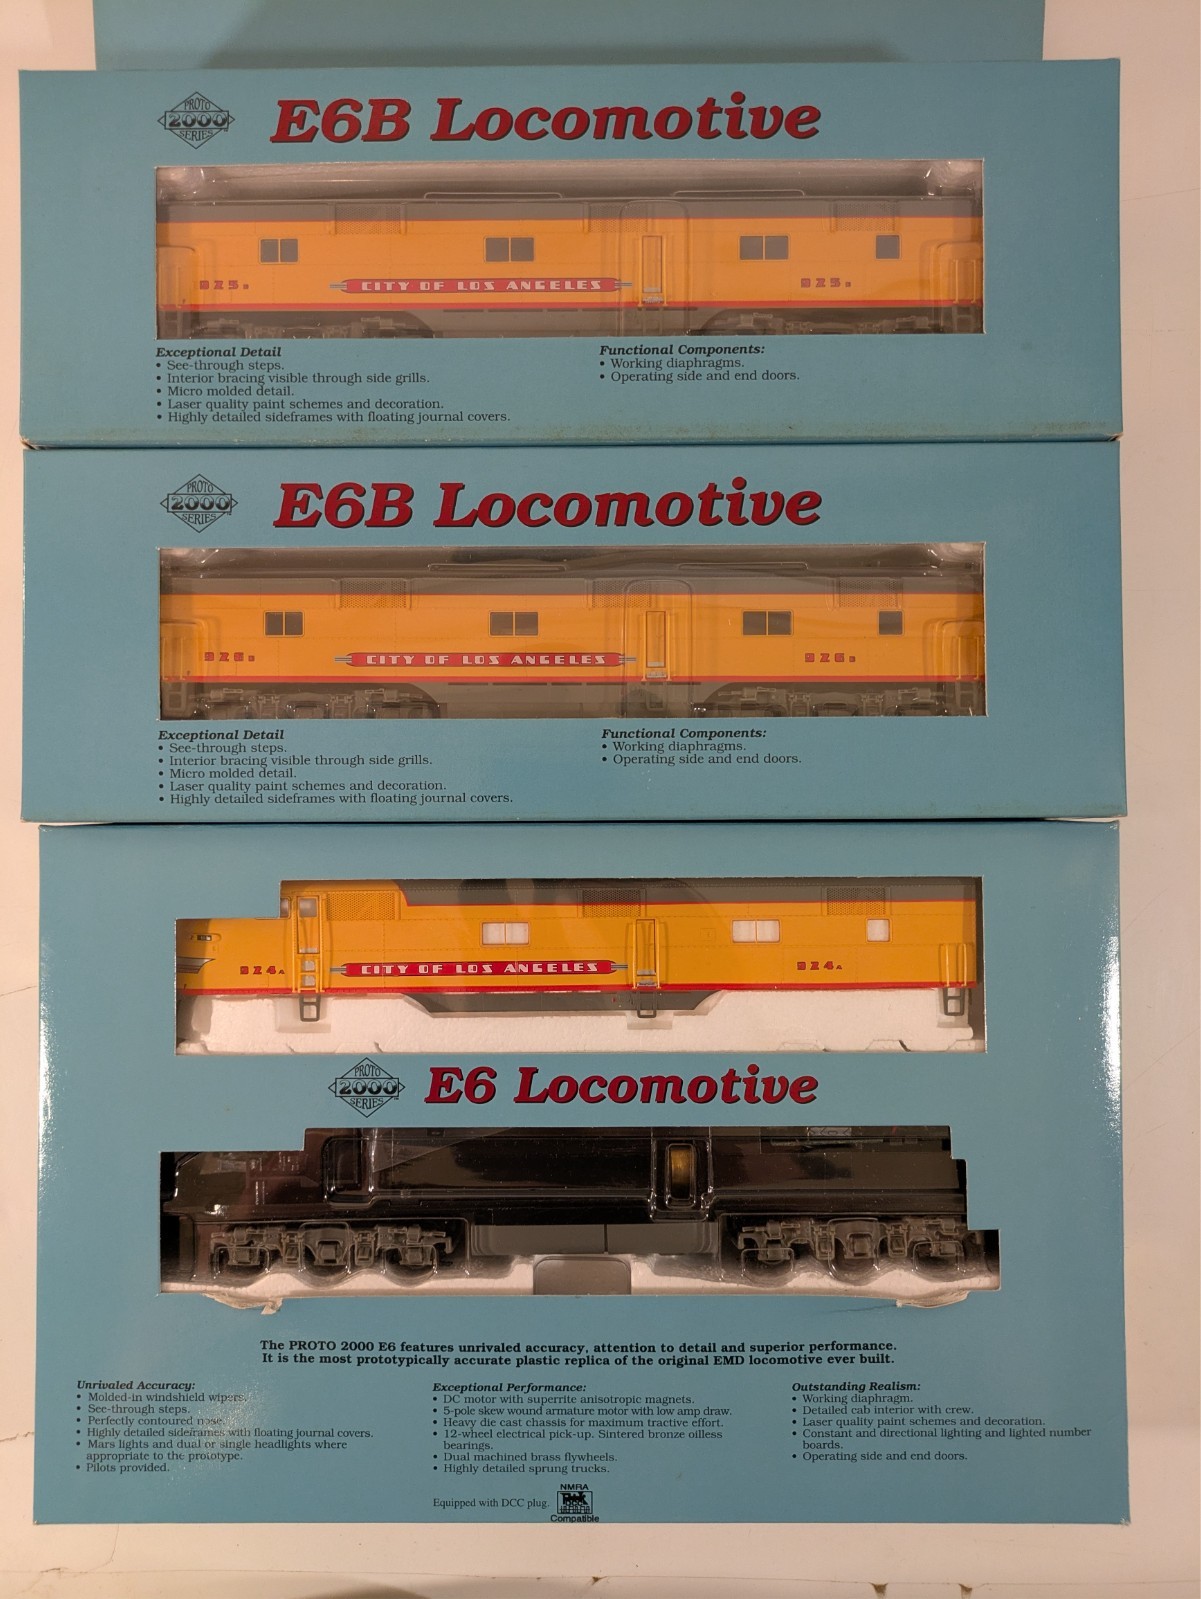 PROTO
2000
SERIES
E6B Locomotive
925B
CITY OF LOS ANGELES
925B
Exceptional Detail
• See-through steps.
• Interior bracing visible through side grills.
• Micro molded detail.
• Laser quality paint schemes and decoration.
• Highly detailed sideframes with floating journal covers.
Functional Components:
• Working diaphragms.
• Operating side and end doors.
PROTO
2000
SERIES
E6B Locomotive
926B
CITY OF LOS ANGELES
926B
Exceptional Detail
• See-through steps.
• Interior bracing visible through side grills.
• Micro molded detail.
• Laser quality paint schemes and decoration.
• Highly detailed sideframes with floating journal covers.
Functional Components:
• Working diaphragms.
• Operating side and end doors.
924A
CITY OF LOS ANGELES
924A
PROTO
2000
SERIES
E6 Locomotive
The PROTO 2000 E6 features unrivaled accuracy, attention to detail and superior performance.
It is the most prototypically accurate plastic replica of the original EMD locomotive ever built.
Unrivaled Accuracy:
• Molded-in windshield wipers.
• See-through steps.
• Perfectly contoured nose.
• Highly detailed sideframes with floating journal covers.
• Mars lights and dual or single headlights where
appropriate to the prototype.
• Pilots provided.
Exceptional Performance:
• DC motor with superrite anisotropic magnets.
• 5-pole skew wound armature motor with low amp draw.
• Heavy die cast chassis for maximum tractive effort.
• 12-wheel electrical pick-up. Sintered bronze oilless
bearings.
• Dual machined brass flywheels.
• Highly detailed sprung trucks.
Outstanding Realism:
• Working diaphragm.
• Detailed cab interior with crew.
• Laser quality paint schemes and decoration.
• Constant and directional lighting and lighted number
boards.
• Operating side and end doors.
Equipped with DCC plug.
NMRA
Compatible